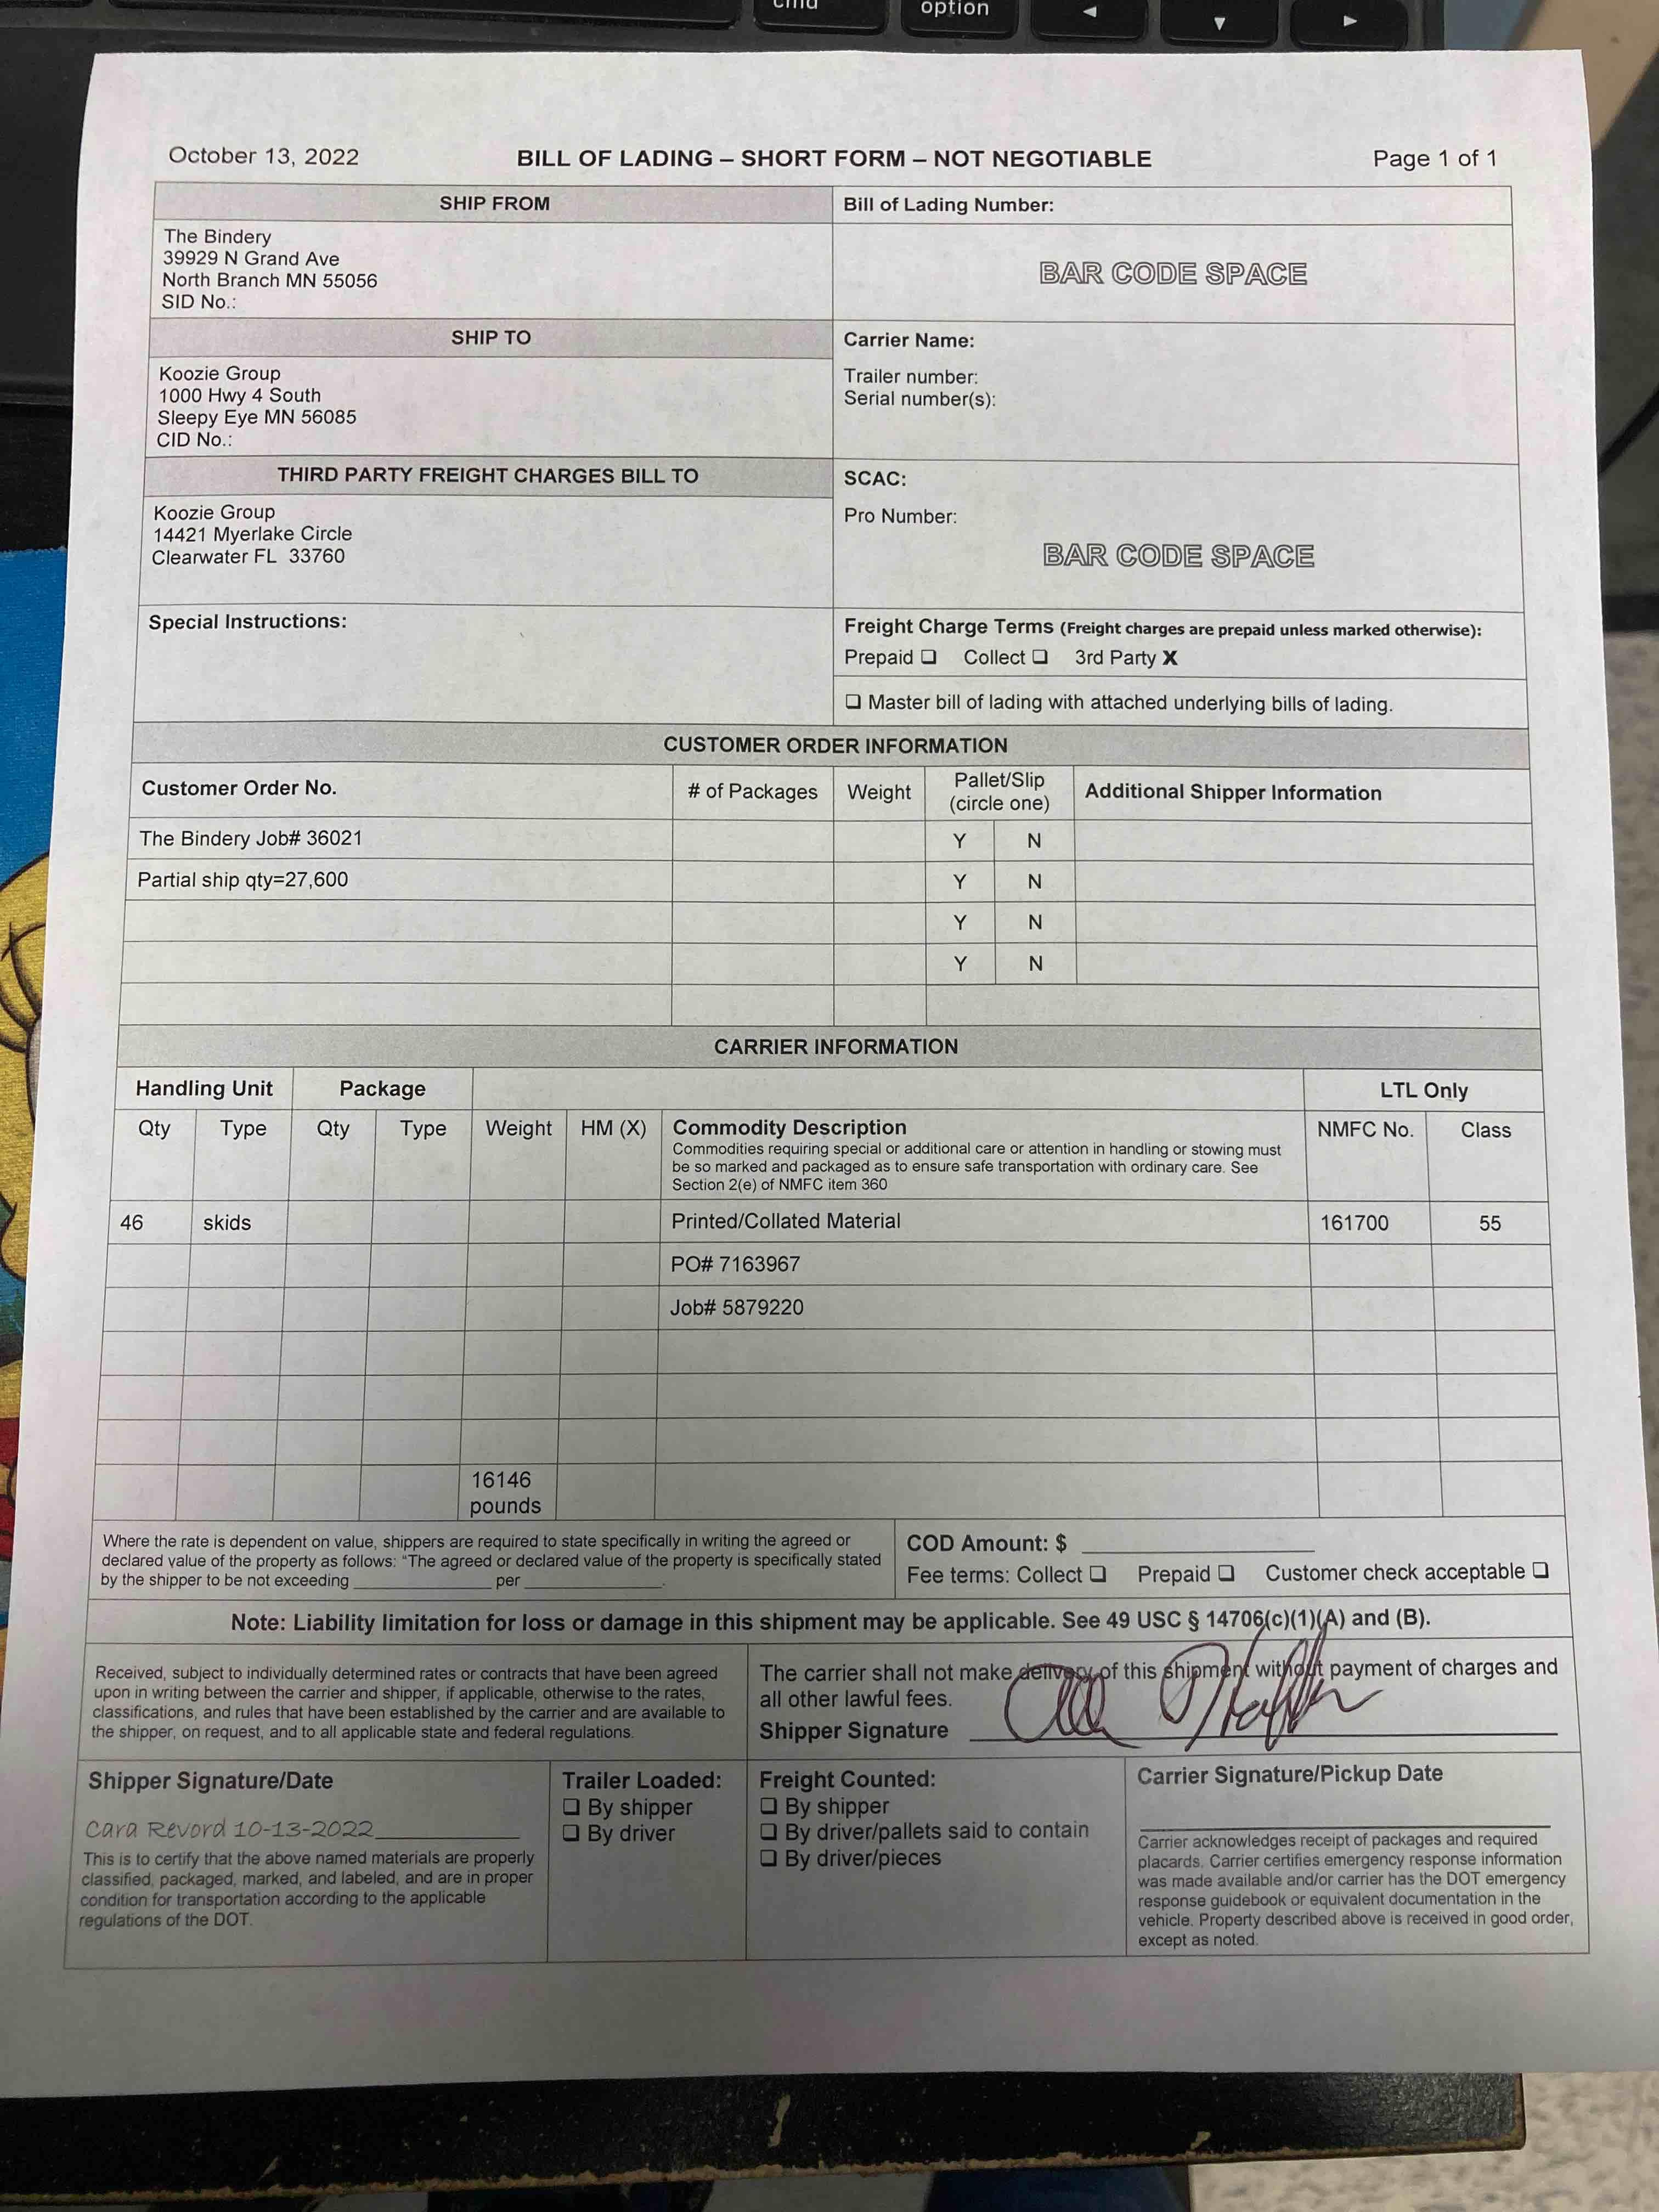 cmd
option
October 13, 2022
BILL OF LADING – SHORT FORM – NOT NEGOTIABLE
Page 1 of 1
SHIP FROM
The Bindery
39929 N Grand Ave
North Branch MN 55056
SID No.:
Bill of Lading Number:
BAR CODE SPACE
SHIP TO
Koozie Group
1000 Hwy 4 South
Sleepy Eye MN 56085
CID No.:
Carrier Name:
Trailer number:
Serial number(s):
THIRD PARTY FREIGHT CHARGES BILL TO
Koozie Group
14421 Myerlake Circle
Clearwater FL 33760
SCAC:
Pro Number:
BAR CODE SPACE
Special Instructions:
Freight Charge Terms (Freight charges are prepaid unless marked otherwise):
Prepaid ❑ Collect ❑ 3rd Party X
❑ Master bill of lading with attached underlying bills of lading.
CUSTOMER ORDER INFORMATION
Customer Order No. # of Packages Weight Pallet/Slip (circle one) Additional Shipper Information
The Bindery Job# 36021 Y N
Partial ship qty=27,600 Y N
Y N
Y N
CARRIER INFORMATION
Handling Unit Package LTL Only
Qty Type Qty Type Weight HM (X) Commodity Description NMFC No. Class
Commodities requiring special or additional care or attention in handling or stowing must
be so marked and packaged as to ensure safe transportation with ordinary care. See
Section 2(e) of NMFC item 360
46 skids Printed/Collated Material 161700 55
PO# 7163967
Job# 5879220
16146
pounds
Where the rate is dependent on value, shippers are required to state specifically in writing the agreed or
declared value of the property as follows: "The agreed or declared value of the property is specifically stated
by the shipper to be not exceeding ____________ per ____________.
COD Amount: $ ____________
Fee terms: Collect ❑ Prepaid ❑ Customer check acceptable ❑
Note: Liability limitation for loss or damage in this shipment may be applicable. See 49 USC § 14706(c)(1)(A) and (B).
Received, subject to individually determined rates or contracts that have been agreed
upon in writing between the carrier and shipper, if applicable, otherwise to the rates,
classifications, and rules that have been established by the carrier and are available to
the shipper, on request, and to all applicable state and federal regulations.
The carrier shall not make delivery of this shipment without payment of charges and
all other lawful fees.
Shipper Signature
Shipper Signature/Date
Cara Revord 10-13-2022
This is to certify that the above named materials are properly
classified, packaged, marked, and labeled, and are in proper
condition for transportation according to the applicable
regulations of the DOT.
Trailer Loaded:
❑ By shipper
❑ By driver
Freight Counted:
❑ By shipper
❑ By driver/pallets said to contain
❑ By driver/pieces
Carrier Signature/Pickup Date
Carrier acknowledges receipt of packages and required
placards. Carrier certifies emergency response information
was made available and/or carrier has the DOT emergency
response guidebook or equivalent documentation in the
vehicle. Property described above is received in good order,
except as noted.